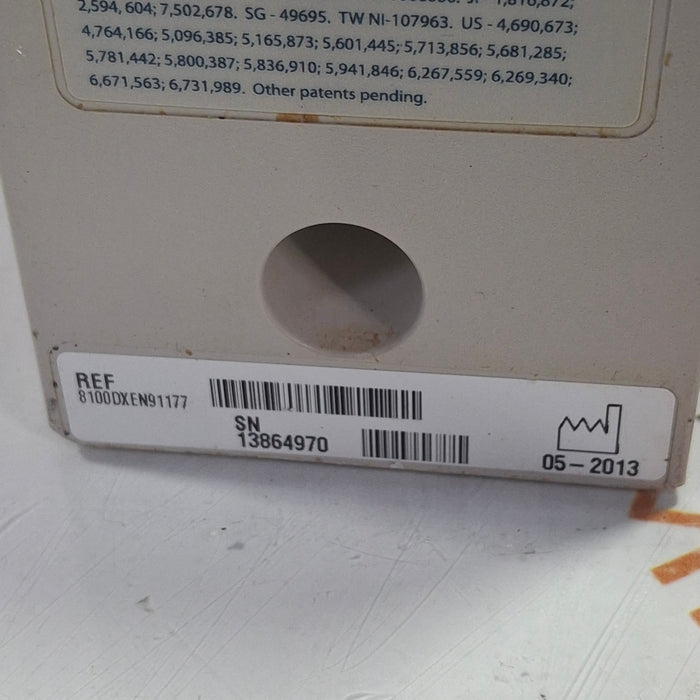 2,594,604; 7,502,678. SG - 49695. TW NI-107963. US - 4,690,673;
4,764,166; 5,096,385; 5,165,873; 5,601,445; 5,713,856; 5,681,285;
5,781,442; 5,800,387; 5,836,910; 5,941,846; 6,267,559; 6,269,340;
6,671,563; 6,731,989. Other patents pending.
REF
8100DXEN91177
SN
13864970
05-2013